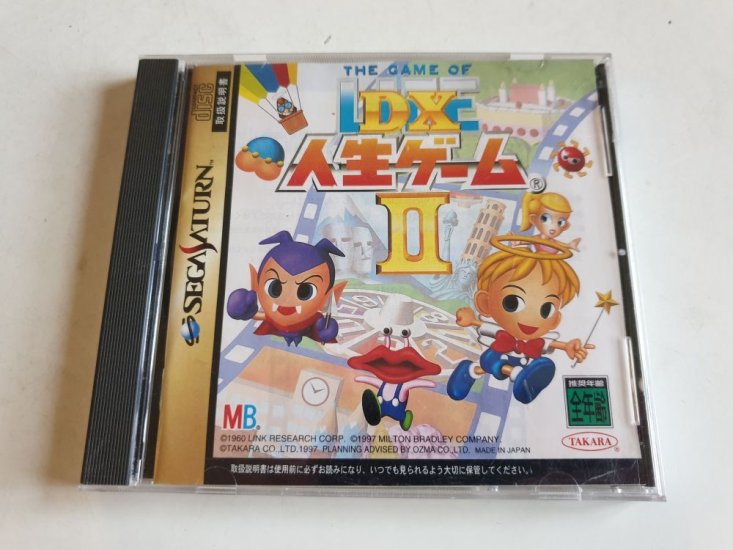 THE GAME OF
LIFE
DX
人生ゲーム®
II
disc
取扱説明書
SEGA SATURN™
MB®
推奨年齢
全年齢
TAKARA®
©1960 LINK RESEARCH CORP. ©1997 MILTON BRADLEY COMPANY.
©TAKARA CO.,LTD.1997 PLANNING ADVISED BY OZMA CO.,LTD. MADE IN JAPAN
取扱説明書は使用前に必ずお読みになり、いつでも見られるよう大切に保管してください。